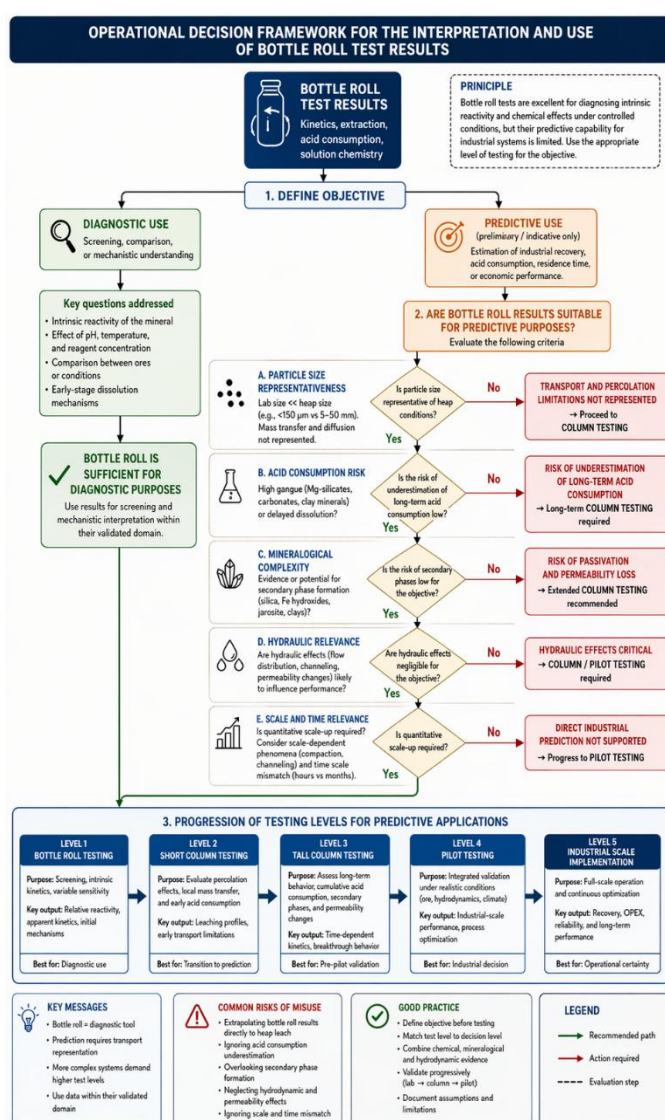 OPERATIONAL DECISION FRAMEWORK FOR THE INTERPRETATION AND USE
OF BOTTLE ROLL TEST RESULTS
BOTTLE ROLL
TEST RESULTS
Kinetics, extraction,
acid consumption,
solution chemistry
PRINICIPLE
Bottle roll tests are excellent for diagnosing intrinsic
reactivity and chemical effects under controlled
conditions, but their predictive capability for
industrial systems is limited. Use the appropriate
level of testing for the objective.
1. DEFINE OBJECTIVE
DIAGNOSTIC USE
Screening, comparison,
or mechanistic understanding
PREDICTIVE USE
(preliminary / indicative only)
Estimation of industrial recovery,
acid consumption, residence time,
or economic performance.
Key questions addressed
• Intrinsic reactivity of the mineral
• Effect of pH, temperature,
and reagent concentration
• Comparison between ores
or conditions
• Early-stage dissolution
mechanisms
2. ARE BOTTLE ROLL RESULTS SUITABLE
FOR PREDICTIVE PURPOSES?
Evaluate the following criteria
BOTTLE ROLL IS
SUFFICIENT FOR
DIAGNOSTIC PURPOSES
Use results for screening and
mechanistic interpretation within
their validated domain.
A. PARTICLE SIZE
REPRESENTATIVENESS
Lab size << heap size
(e.g., <150 µm vs 5–50 mm).
Mass transfer and diffusion
not represented.
Is particle size
representative of heap
conditions?
No
Yes
TRANSPORT AND PERCOLATION
LIMITATIONS NOT REPRESENTED
→ Proceed to
COLUMN TESTING
B. ACID CONSUMPTION RISK
High gangue (Mg-silicates,
carbonates, clay minerals)
or delayed dissolution?
Is the risk of
underestimation of
long-term acid
consumption low?
No
Yes
RISK OF UNDERESTIMATION
OF LONG-TERM ACID
CONSUMPTION
→ Long-term COLUMN TESTING
required
C. MINERALOGICAL
COMPLEXITY
Evidence or potential for
secondary phase formation
(silica, Fe hydroxides,
jarosite, clays)?
Is the risk of secondary
phases low for the
objective?
No
Yes
RISK OF PASSIVATION
AND PERMEABILITY LOSS
→ Extended COLUMN TESTING
recommended
D. HYDRAULIC RELEVANCE
Are hydraulic effects (flow
distribution, channeling,
permeability changes) likely
to influence performance?
Are hydraulic effects
negligible for
the objective?
No
Yes
HYDRAULIC EFFECTS CRITICAL
→ COLUMN / PILOT TESTING
required
E. SCALE AND TIME RELEVANCE
Is quantitative scale-up required?
Consider scale-dependent
phenomena (compaction,
channeling) and time scale
mismatch (hours vs months).
Is quantitative
scale-up required?
No
Yes
DIRECT INDUSTRIAL
PREDICTION NOT SUPPORTED
→ Progress to PILOT TESTING
3. PROGRESSION OF TESTING LEVELS FOR PREDICTIVE APPLICATIONS
LEVEL 1
BOTTLE ROLL TESTING
Purpose: Screening, intrinsic
kinetics, variable sensitivity
Key output: Relative reactivity,
apparent kinetics, initial
mechanisms
Best for: Diagnostic use
LEVEL 2
SHORT COLUMN TESTING
Purpose: Evaluate percolation
effects, local mass transfer,
and early acid consumption
Key output: Leaching profiles,
early transport limitations
Best for: Transition to prediction
LEVEL 3
TALL COLUMN TESTING
Purpose: Assess long-term
behavior, cumulative acid
consumption, secondary
phases, and permeability
changes
Key output: Time-dependent
kinetics, breakthrough behavior
Best for: Pre-pilot validation
LEVEL 4
PILOT TESTING
Purpose: Integrated validation
under realistic conditions
(ore, hydrodynamics, climate)
Key output: Industrial-scale
performance, process
optimization
Best for: Industrial decision
LEVEL 5
INDUSTRIAL SCALE
IMPLEMENTATION
Purpose: Full-scale operation
and continuous optimization
Key output: Recovery, OPEX,
reliability, and long-term
performance
Best for: Operational certainty
KEY MESSAGES
• Bottle roll = diagnostic tool
• Prediction requires transport
representation
• More complex systems demand
higher test levels
• Use data within their validated
domain
COMMON RISKS OF MISUSE
• Extrapolating bottle roll results
directly to heap leach
• Ignoring acid consumption
underestimation
• Overlooking secondary phase
formation
• Neglecting hydrodynamic and
permeability effects
• Ignoring scale and time mismatch
GOOD PRACTICE
• Define objective before testing
• Match test level to decision level
• Combine chemical, mineralogical
and hydrodynamic evidence
• Validate progressively
(lab → column → pilot)
• Document assumptions and
limitations
LEGEND
Recommended path
Action required
Evaluation step